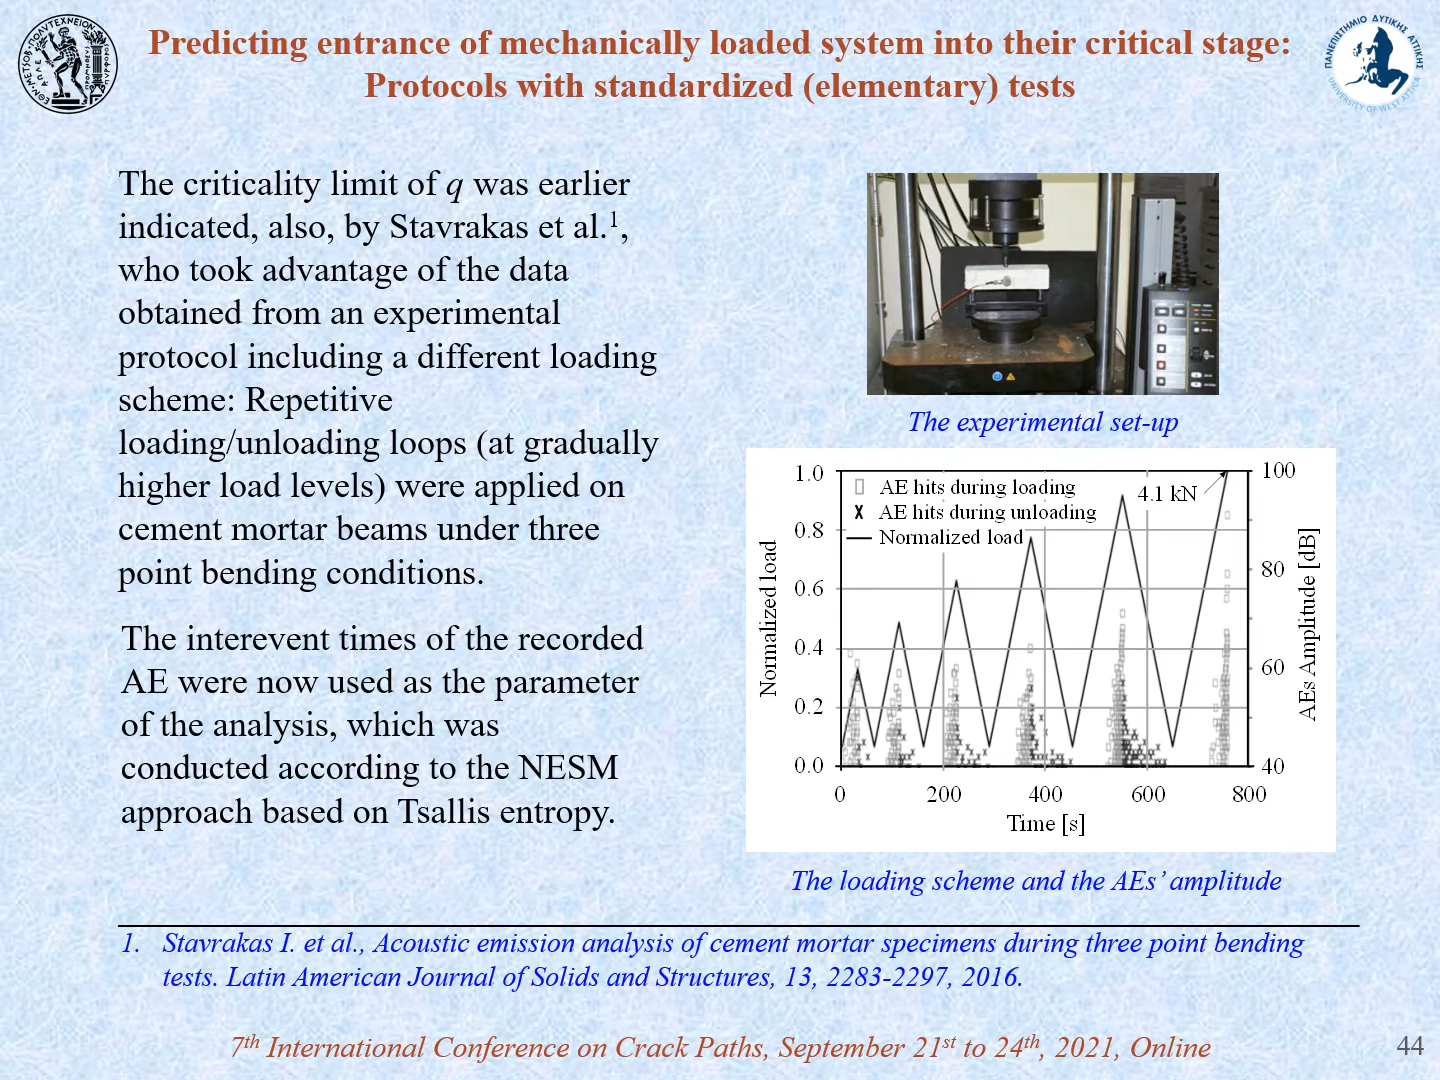 Predicting entrance of mechanically loaded system into their critical stage:
Protocols with standardized (elementary) tests
ΠΑΝΕΠΙΣΤΗΜΙΟ ΔΥΤΙΚΗΣ ΑΤΤΙΚΗΣ
UNIVERSITY OF WEST ATTICA
The criticality limit of q was earlier
indicated, also, by Stavrakas et al.1,
who took advantage of the data
obtained from an experimental
protocol including a different loading
scheme: Repetitive
loading/unloading loops (at gradually
higher load levels) were applied on
cement mortar beams under three
point bending conditions.
The interevent times of the recorded
AE were now used as the parameter
of the analysis, which was
conducted according to the NESM
approach based on Tsallis entropy.
The experimental set-up
1.0
0.8
0.6
0.4
0.2
0.0
Normalized load
AE hits during loading
AE hits during unloading
Normalized load
4.1 kN
100
80
60
40
AEs Amplitude [dB]
0 200 400 600 800
Time [s]
The loading scheme and the AEs’ amplitude
1. Stavrakas I. et al., Acoustic emission analysis of cement mortar specimens during three point bending
tests. Latin American Journal of Solids and Structures, 13, 2283-2297, 2016.
7th International Conference on Crack Paths, September 21st to 24th, 2021, Online
44